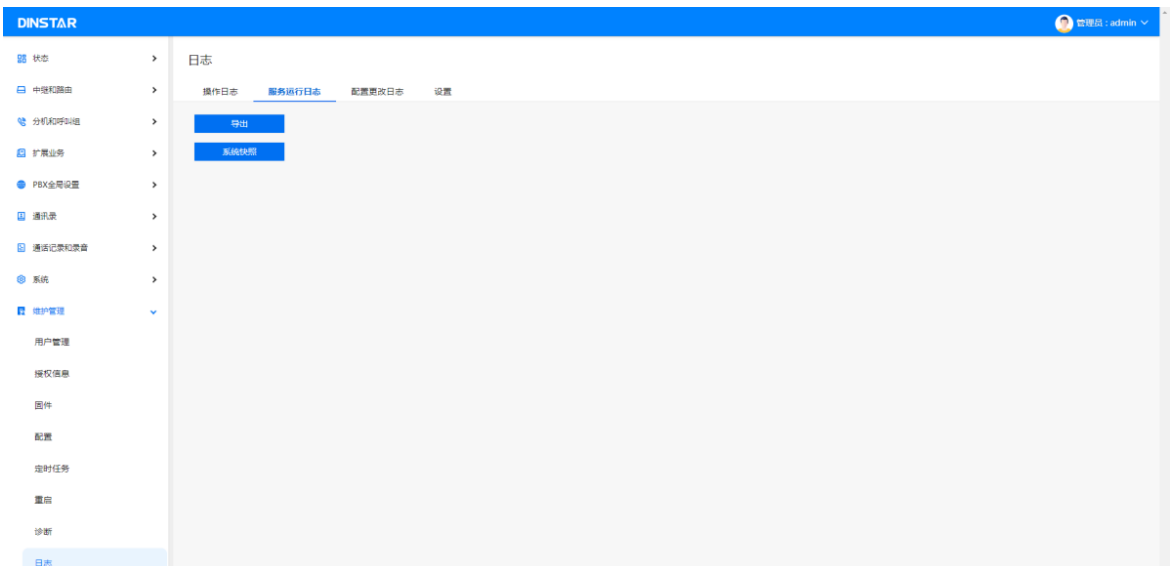 DINSTAR
管理员 : admin
状态
中继和路由
分机和呼叫组
扩展业务
PBX全局设置
通讯录
通话记录和录音
系统
维护管理
用户管理
授权信息
固件
配置
定时任务
重启
诊断
日志
日志
操作日志 服务运行日志 配置更改日志 设置
导出
系统快照